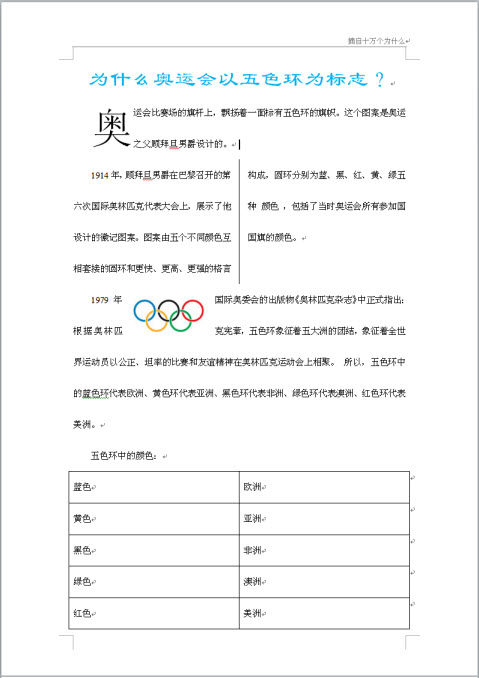 摘自十万个为什么
为什么奥运会以五色环为标志？
奥运会比赛场的旗杆上，飘扬着一面标有五色环的旗帜。这个图案是奥运
之父顾拜旦男爵设计的。
1914 年，顾拜旦男爵在巴黎召开的第
六次国际奥林匹克代表大会上，展示了他
设计的徽记图案。图案由五个不同颜色互
相套接的圆环和更快、更高、更强的格言
构成，圆环分别为蓝、黑、红、黄、绿五
种 颜色 ，包括了当时奥运会所有参加国
国旗的颜色。
1979 年 国际奥委会的出版物《奥林匹克杂志》中正式指出：
根据奥林匹 克宪章，五色环象征着五大洲的团结，象征着全世
界运动员以公正、坦率的比赛和友谊精神在奥林匹克运动会上相聚。 所以，五色环中
的蓝色环代表欧洲、黄色环代表亚洲、黑色环代表非洲、绿色环代表澳洲、红色环代表
美洲。
五色环中的颜色：
蓝色 欧洲
黄色 亚洲
黑色 非洲
绿色 澳洲
红色 美洲